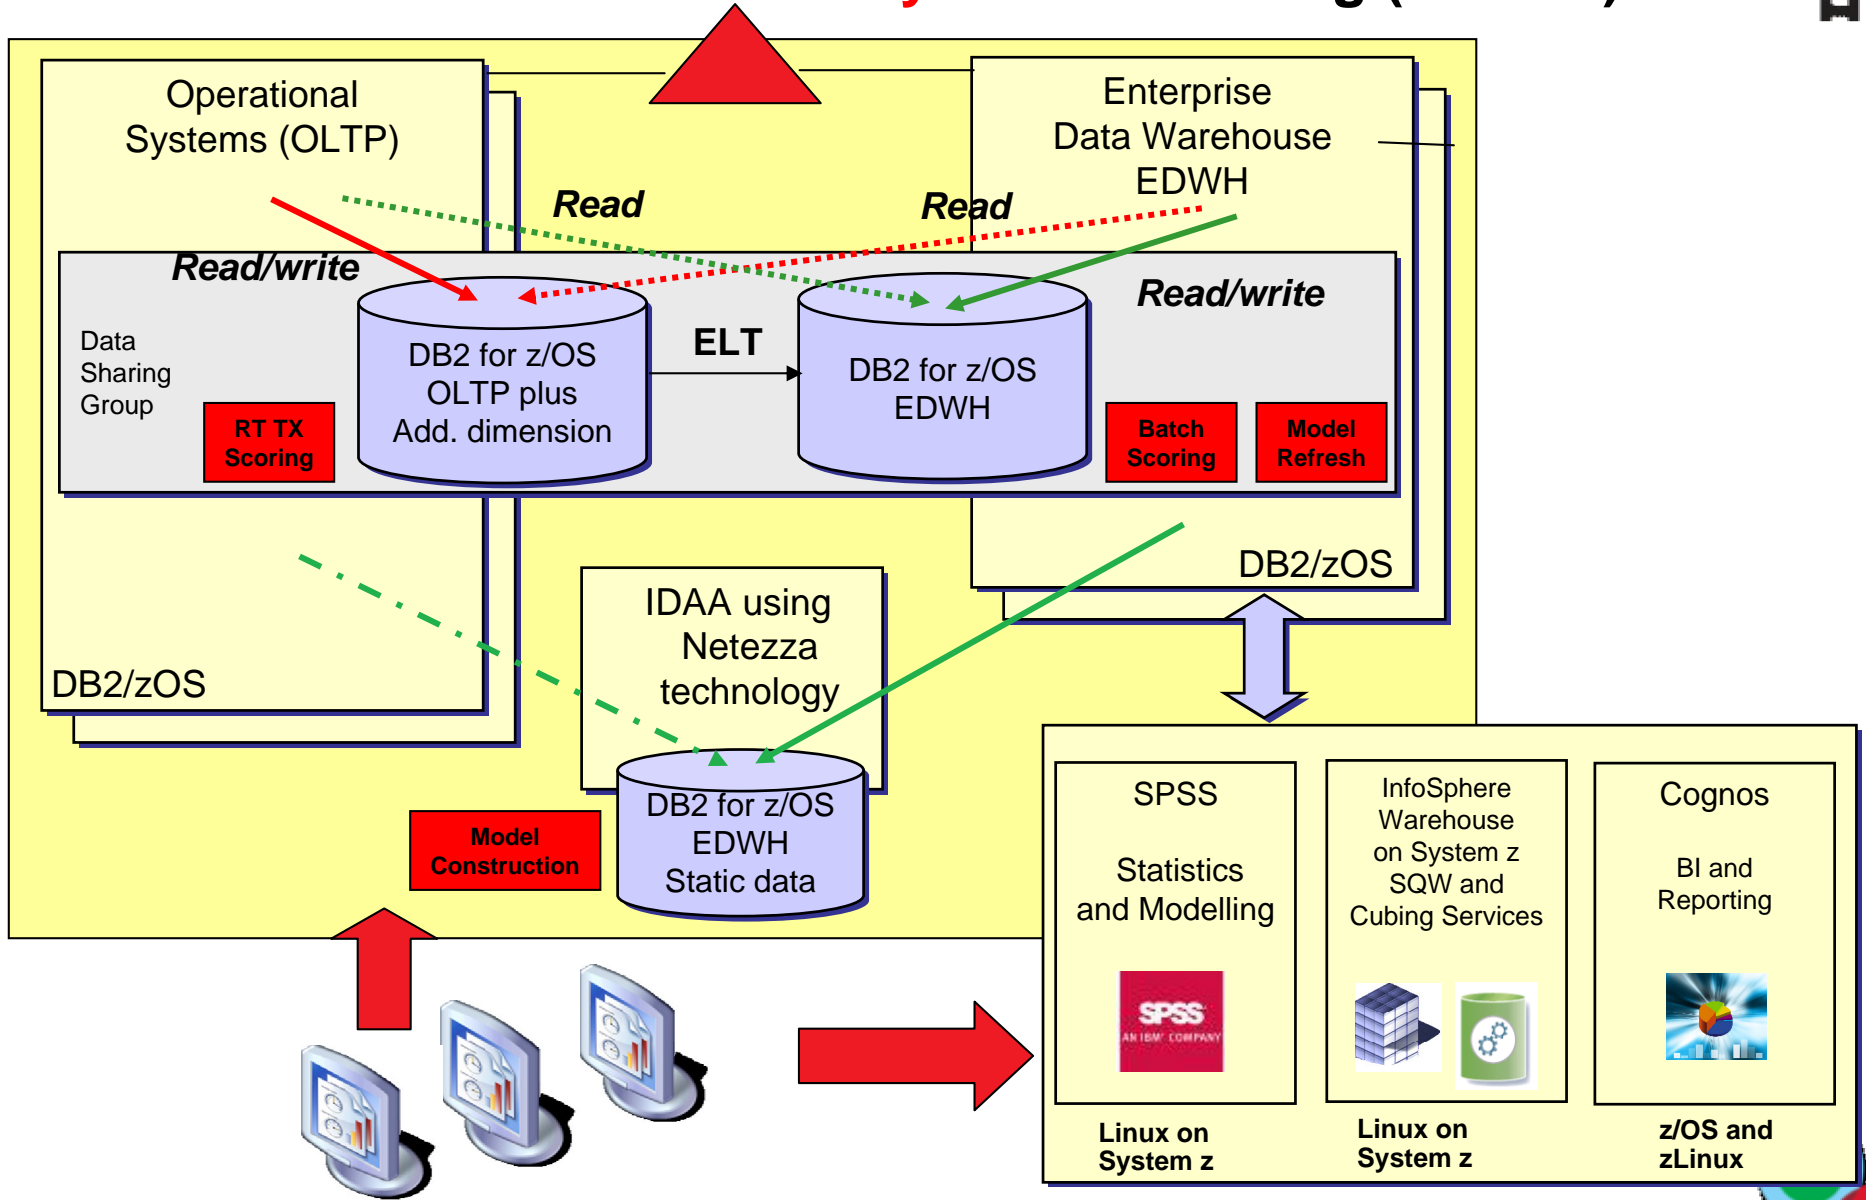 Operational
Systems (OLTP)
Enterprise
Data Warehouse
EDWH
Read
Read
Read/write
Read/write
Data
Sharing
Group
RT TX
Scoring
DB2 for z/OS
OLTP plus
Add. dimension
ELT
DB2 for z/OS
EDWH
Batch
Scoring
Model
Refresh
DB2/zOS
DB2/zOS
IDAA using
Netezza
technology
DB2 for z/OS
EDWH
Static data
Model
Construction
SPSS
Statistics
and Modelling
SPSS
AN IBM COMPANY
Linux on
System z
InfoSphere
Warehouse
on System z
SQW and
Cubing Services
Linux on
System z
Cognos
BI and
Reporting
z/OS and
zLinux